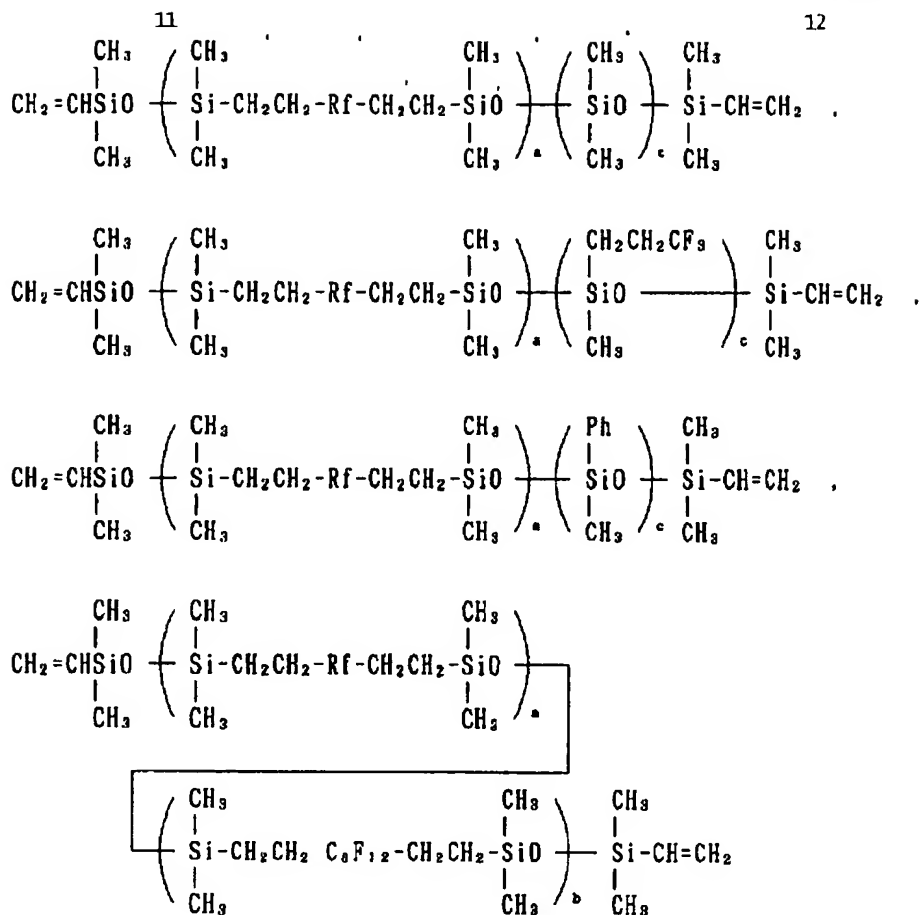 11 12
CH₃ CH₃ CH₃ CH₃ CH₃
CH₂=CHSiO Si-CH₂CH₂-Rf-CH₂CH₂-SiO SiO Si-CH=CH₂ .
CH₃ CH₃ CH₃ a CH₃ c CH₃
CH₃ CH₃ CH₃ CH₂CH₂CF₃ CH₃
CH₂=CHSiO Si-CH₂CH₂-Rf-CH₂CH₂-SiO SiO Si-CH=CH₂ .
CH₃ CH₃ CH₃ a CH₃ c CH₃
CH₃ CH₃ CH₃ Ph CH₃
CH₂=CHSiO Si-CH₂CH₂-Rf-CH₂CH₂-SiO SiO Si-CH=CH₂ .
CH₃ CH₃ CH₃ a CH₃ c CH₃
CH₃ CH₃ CH₃
CH₂=CHSiO Si-CH₂CH₂-Rf-CH₂CH₂-SiO
CH₃ CH₃ CH₃ a
CH₃ CH₃ CH₃
Si-CH₂CH₂ C₆F₁₂-CH₂CH₂-SiO Si-CH=CH₂
CH₃ CH₃ b CH₃